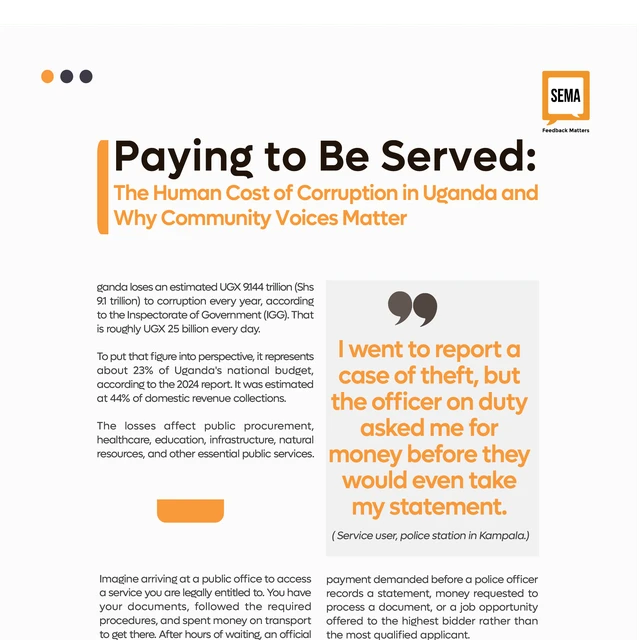 SEMA
Feedback Matters
Paying to Be Served:
The Human Cost of Corruption in Uganda and
Why Community Voices Matter
ganda loses an estimated UGX 9.144 trillion (Shs
9.1 trillion) to corruption every year, according
to the Inspectorate of Government (IGG). That
is roughly UGX 25 billion every day.
To put that figure into perspective, it represents
about 23% of Uganda's national budget,
according to the 2024 report. It was estimated
at 44% of domestic revenue collections.
The losses affect public procurement,
healthcare, education, infrastructure, natural
resources, and other essential public services.
”
I went to report a
case of theft, but
the officer on duty
asked me for
money before they
would even take
my statement.
( Service user, police station in Kampala.)
Imagine arriving at a public office to access
a service you are legally entitled to. You have
your documents, followed the required
procedures, and spent money on transport
to get there. After hours of waiting, an official
payment demanded before a police officer
records a statement, money requested to
process a document, or a job opportunity
offered to the highest bidder rather than
the most qualified applicant.